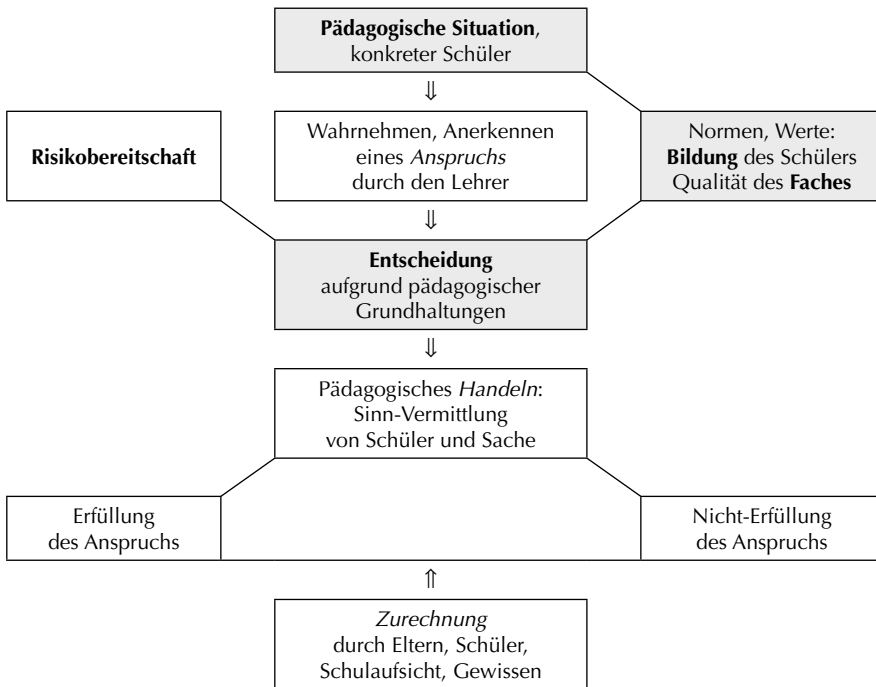 Pädagogische Situation,
konkreter Schüler
⇓
Risikobereitschaft
Wahrnehmen, Anerkennen
eines Anspruchs
durch den Lehrer
Normen, Werte:
Bildung des Schülers
Qualität des Faches
⇓
Entscheidung
aufgrund pädagogischer
Grundhaltungen
⇓
Pädagogisches Handeln:
Sinn-Vermittlung
von Schüler und Sache
Erfüllung
des Anspruchs
Nicht-Erfüllung
des Anspruchs
⇑
Zurechnung
durch Eltern, Schüler,
Schulaufsicht, Gewissen